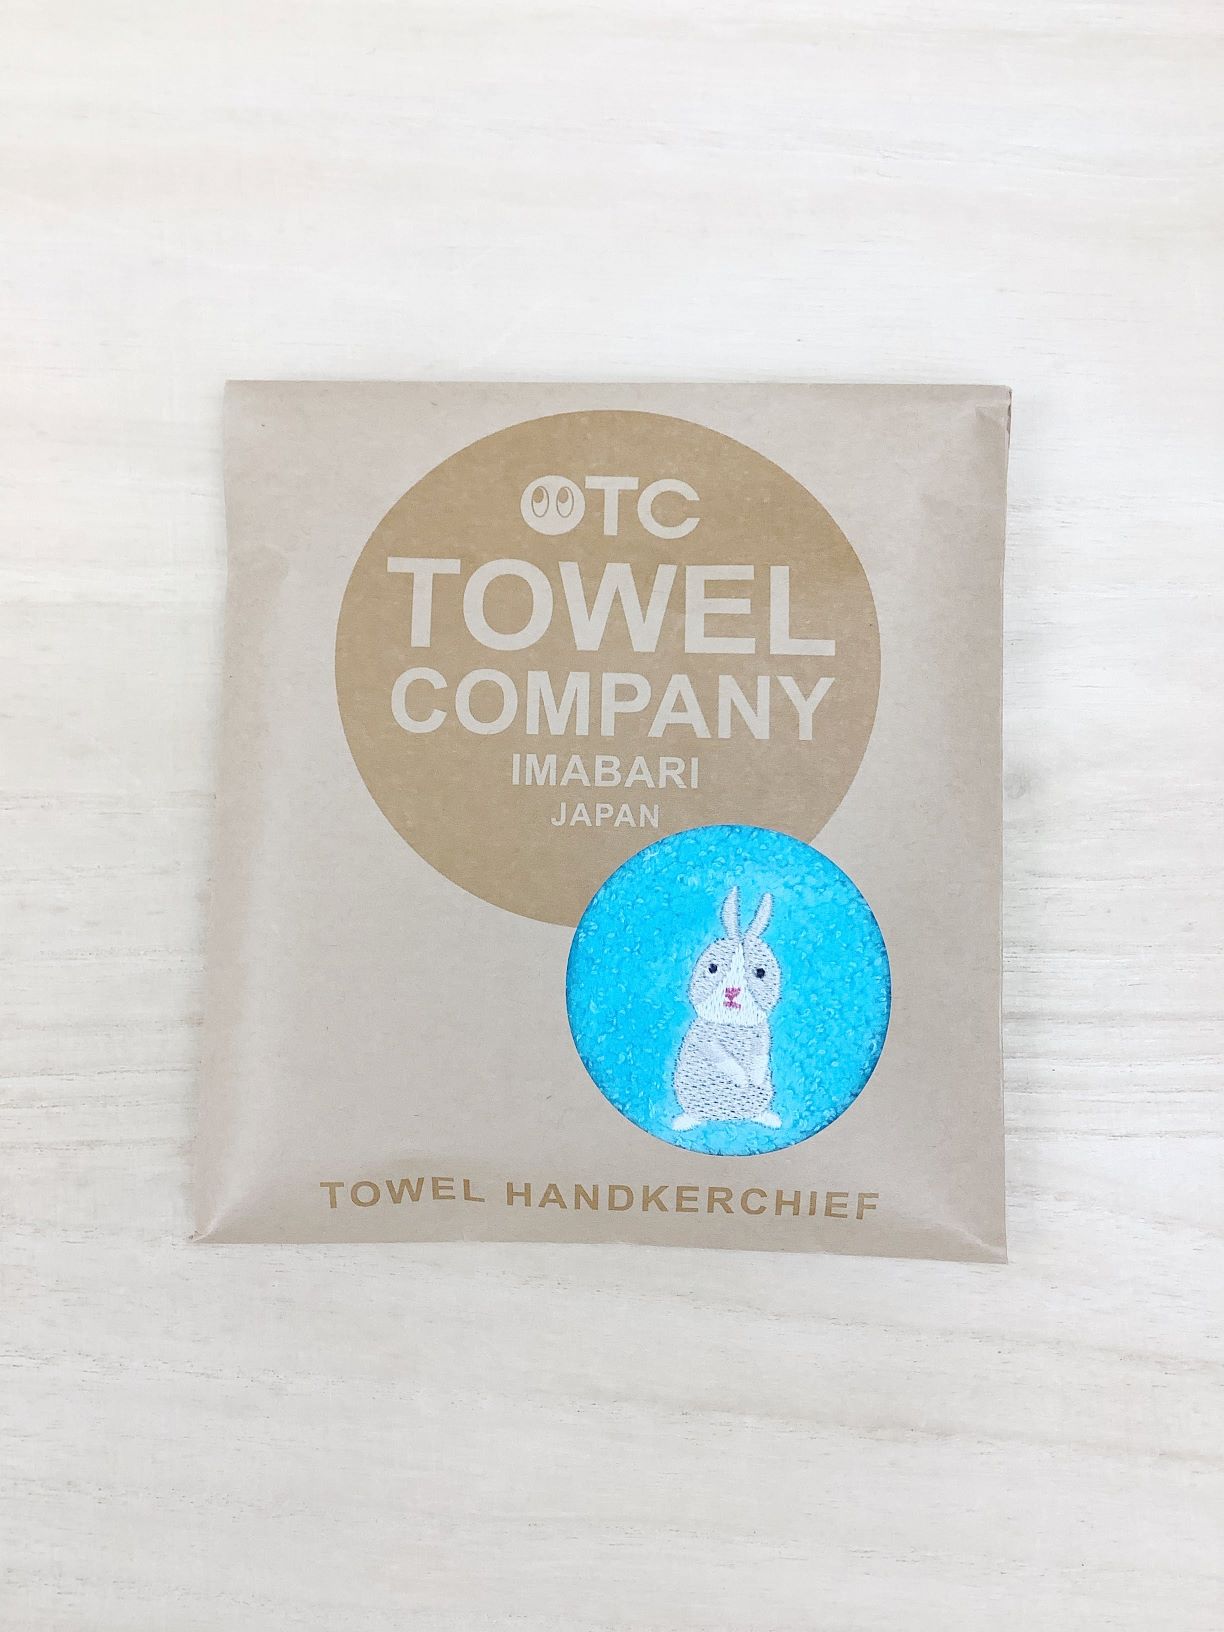 OTC
TOWEL
COMPANY
IMABARI
JAPAN
TOWEL HANDKERCHIEF